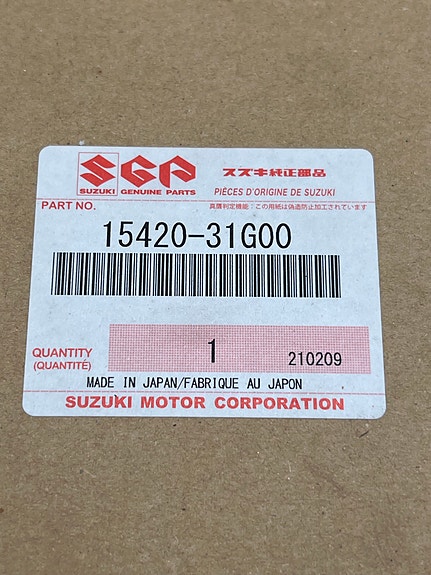 SGP スズキ純正部品
SUZUKI GENUINE PARTS PIÈCES D'ORIGINE DE SUZUKI
PART NO. 真贋判定機能：この用紙は偽造防止加工されています
15420-31G00
QUANTITY 1 210209
(QUANTITÉ)
MADE IN JAPAN/FABRIQUE AU JAPON
SUZUKI MOTOR CORPORATION